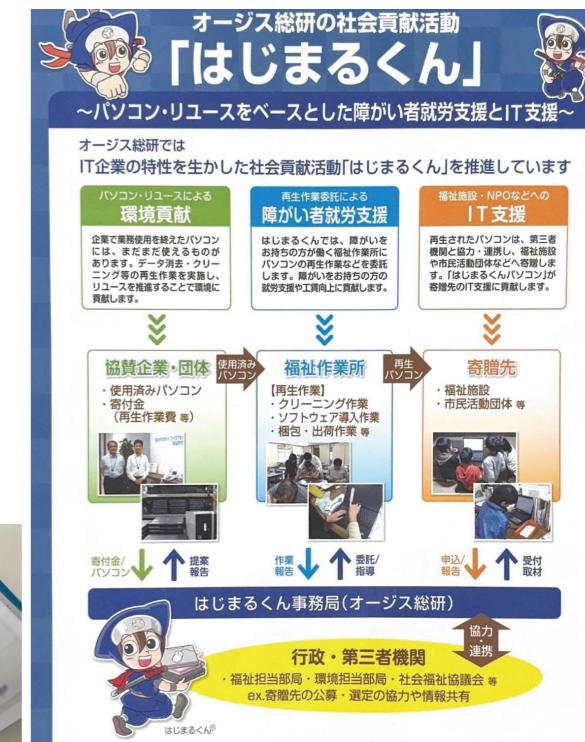 オージス総研の社会貢献活動
「はじまるくん」
～パソコン・リユースをベースとした障がい者就労支援とIT支援～
オージス総研では
IT企業の特性を生かした社会貢献活動「はじまるくん」を推進しています
パソコン・リユースによる
環境貢献
企業で業務使用を終えたパソコン
には、まだまだ使えるものが
あります。データ消去・クリー
ニング等の再生作業を実施し、
リユースを推進することで環境に
貢献します。
再生作業委託による
障がい者就労支援
はじまるくんでは、障がいを
お持ちの方が働く福祉作業所に
パソコンの再生作業などを委託
します。障がいをお持ちの方の
就労支援や工賃向上に貢献します。
福祉施設・NPOなどへの
IT支援
再生されたパソコンは、第三者
機関と協力・連携し、福祉施設
や市民活動団体などへ寄贈しま
す。「はじまるくんパソコン」が
寄贈先のIT支援に貢献します。
協賛企業・団体
・使用済みパソコン
・寄付金
（再生作業費 等）
使用済み
パソコン
福祉作業所
【再生作業】
・クリーニング作業
・ソフトウェア導入作業
・梱包・出荷作業 等
再生
パソコン
寄贈先
・福祉施設
・市民活動団体 等
寄付金/
パソコン
提案
報告
作業
報告
委託/
指導
申込/
報告
受付
取材
はじまるくん事務局(オージス総研)
協力
・
連携
行政・第三者機関
・福祉担当部局・環境担当部局・社会福祉協議会 等
ex.寄贈先の公募・選定の協力や情報共有
はじまるくん®